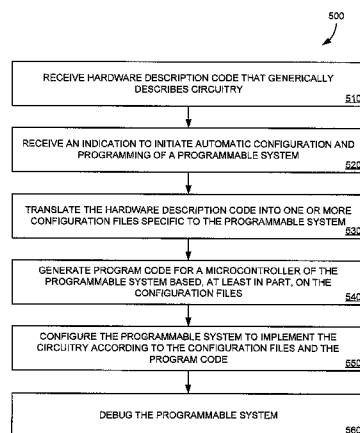 500
RECEIVE HARDWARE DESCRIPTION CODE THAT GENERICALLY
DESCRIBES CIRCUITRY
510
RECEIVE AN INDICATION TO INITIATE AUTOMATIC CONFIGURATION AND
PROGRAMMING OF A PROGRAMMABLE SYSTEM
520
TRANSLATE THE HARDWARE DESCRIPTION CODE INTO ONE OR MORE
CONFIGURATION FILES SPECIFIC TO THE PROGRAMMABLE SYSTEM
530
GENERATE PROGRAM CODE FOR A MICROCONTROLLER OF THE
PROGRAMMABLE SYSTEM BASED, AT LEAST IN PART, ON THE
CONFIGURATION FILES
540
CONFIGURE THE PROGRAMMABLE SYSTEM TO IMPLEMENT THE
CIRCUITRY ACCORDING TO THE CONFIGURATION FILES AND THE
PROGRAM CODE
550
DEBUG THE PROGRAMMABLE SYSTEM
560